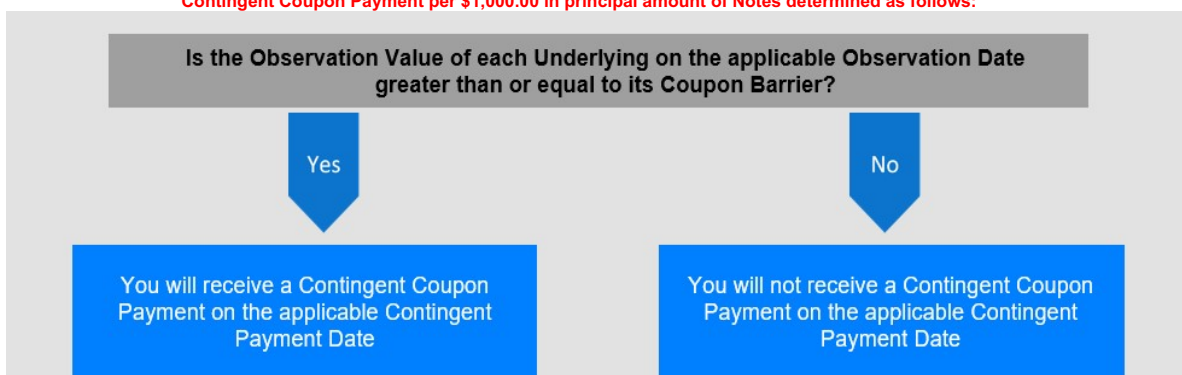 Contingent Coupon Payment per $1,000.00 in principal amount of Notes determined as follows:
Is the Observation Value of each Underlying on the applicable Observation Date
greater than or equal to its Coupon Barrier?
Yes
No
You will receive a Contingent Coupon
Payment on the applicable Contingent
Payment Date
You will not receive a Contingent Coupon
Payment on the applicable Contingent
Payment Date